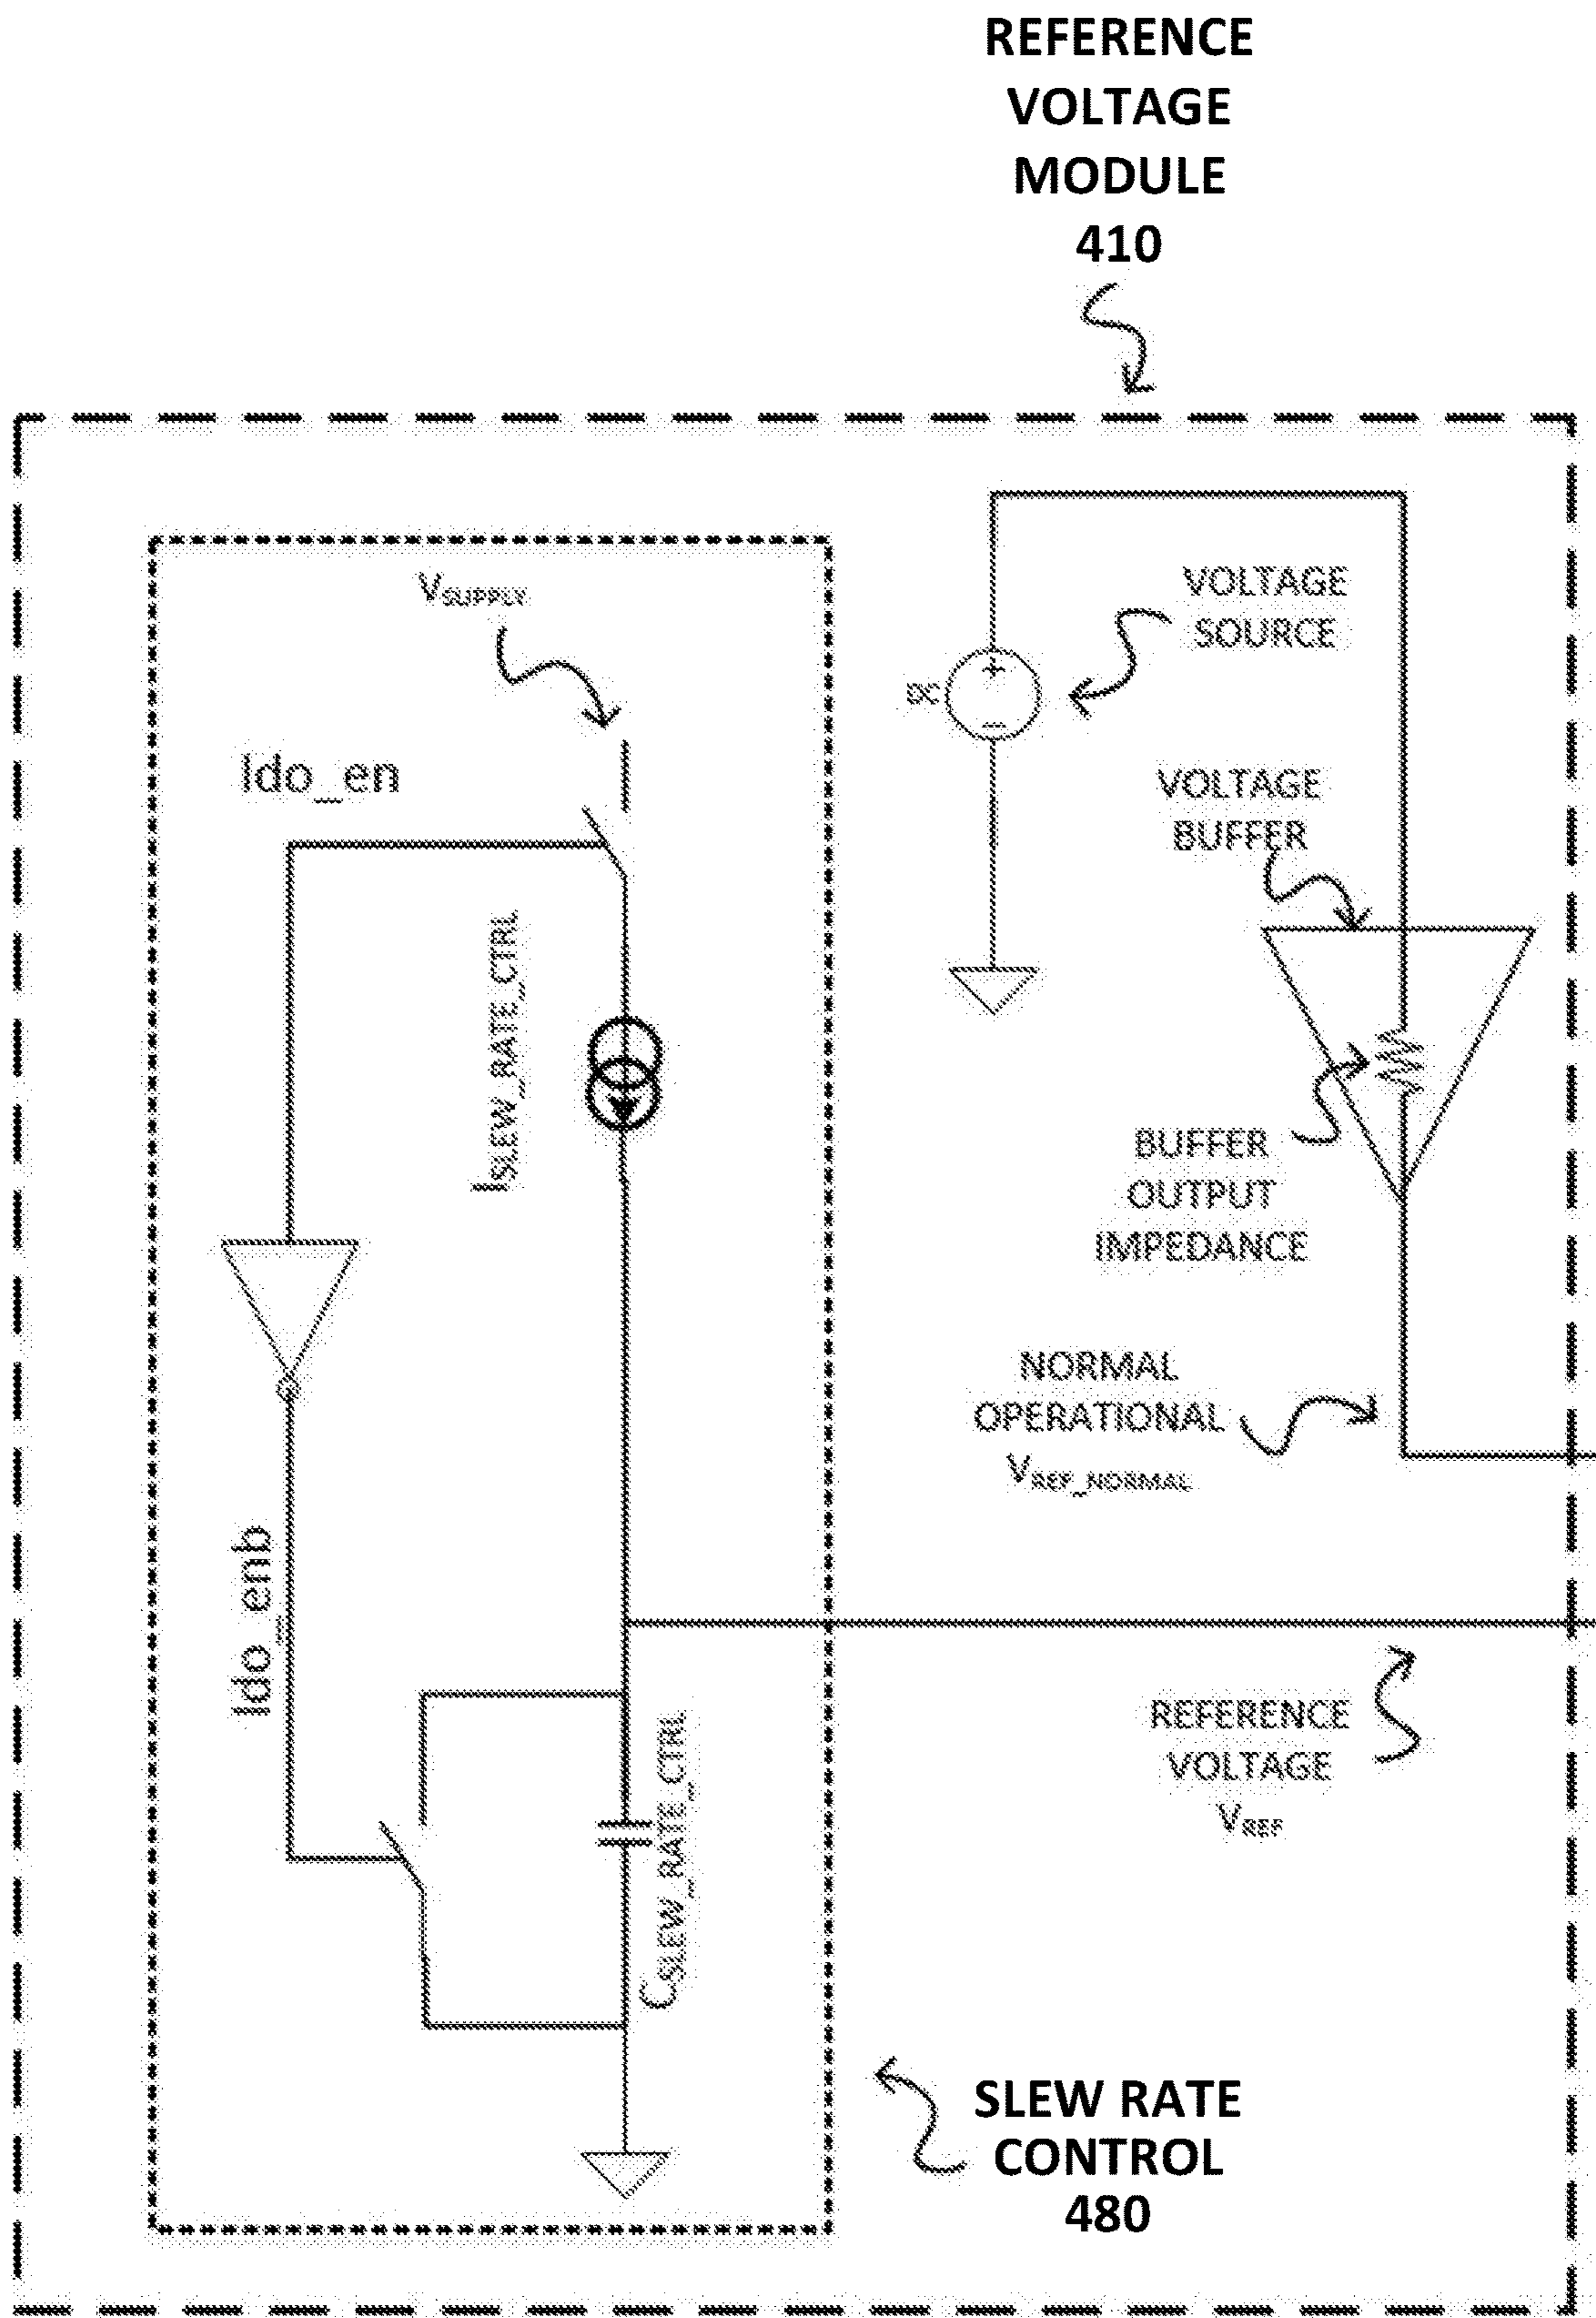 REFERENCE
VOLTAGE
MODULE
410
VSUPPLY
VOLTAGE
SOURCE
+
DC
−
ldo_en
VOLTAGE
BUFFER
ISLEW_RATE_CTRL
BUFFER
OUTPUT
IMPEDANCE
NORMAL
OPERATIONAL
VREF_NORMAL
ldo_enb
REFERENCE
VOLTAGE
VREF
CSLEW_RATE_CTRL
SLEW RATE
CONTROL
480